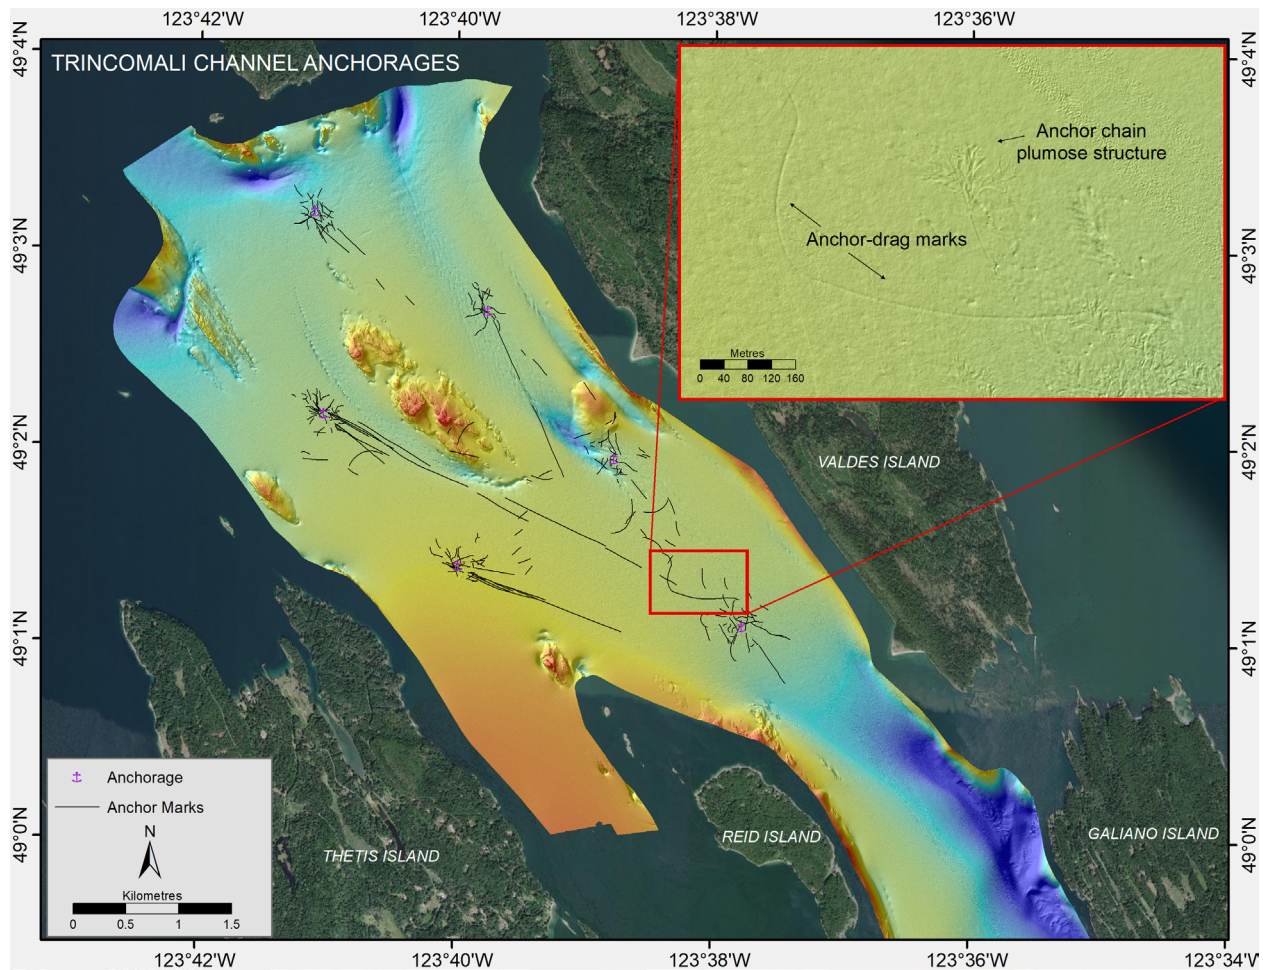 123°42'W 123°40'W 123°38'W 123°36'W
49°4'N
49°4'N
TRINCOMALI CHANNEL ANCHORAGES
Anchor chain
plumose structure
Anchor-drag marks
49°3'N
49°3'N
Metres
0 40 80 120 160
49°2'N
49°2'N
VALDES ISLAND
49°1'N
49°1'N
Anchorage
Anchor Marks
N
Kilometres
0 0.5 1 1.5
THETIS ISLAND
REID ISLAND
GALIANO ISLAND
49°0'N
49°0'N
123°42'W 123°40'W 123°38'W 123°36'W 123°34'V